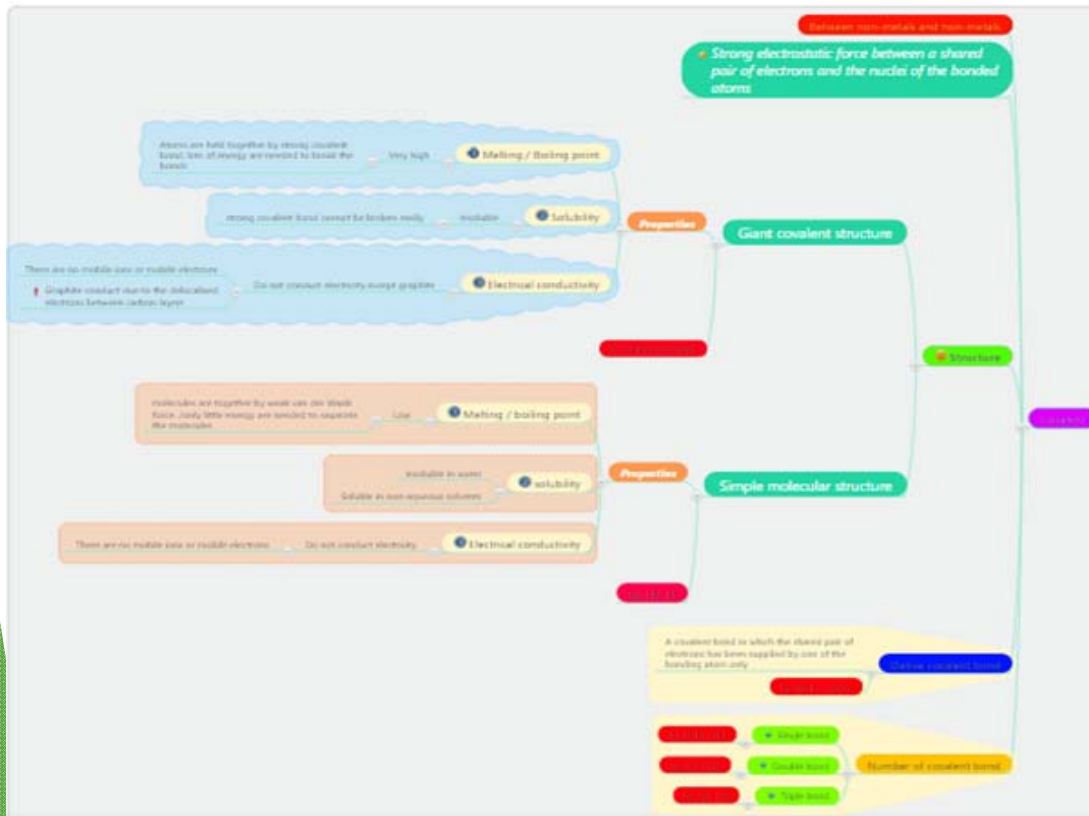 Between non-metals and non-metals
Strong electrostatic force between a shared
pair of electrons and the nuclei of the bonded
atoms
Atoms are held together by strong covalent
bond, lots of energy are needed to break the
bonds
Very high
Melting / Boiling point
strong covalent bond cannot be broken easily
insoluble
Solubility
Properties
Giant covalent structure
There are no mobile ions or mobile electrons
Graphite conduct due to the delocalised
electrons between carbon layer
Do not conduct electricity except graphite
Electrical conductivity
Structure
molecules are together by weak van der Waals
force. only little energy are needed to separate
the molecules
Low
Melting / boiling point
Insoluble in water
Soluble in non-aqueous solvents
solubility
Properties
Simple molecular structure
There are no mobile ions or mobile electrons
Do not conduct electricity
Electrical conductivity
A covalent bond in which the shared pair of
electrons has been supplied by one of the
bonding atom only
Dative covalent bond
Single bond
Double bond
Triple bond
Number of covalent bond